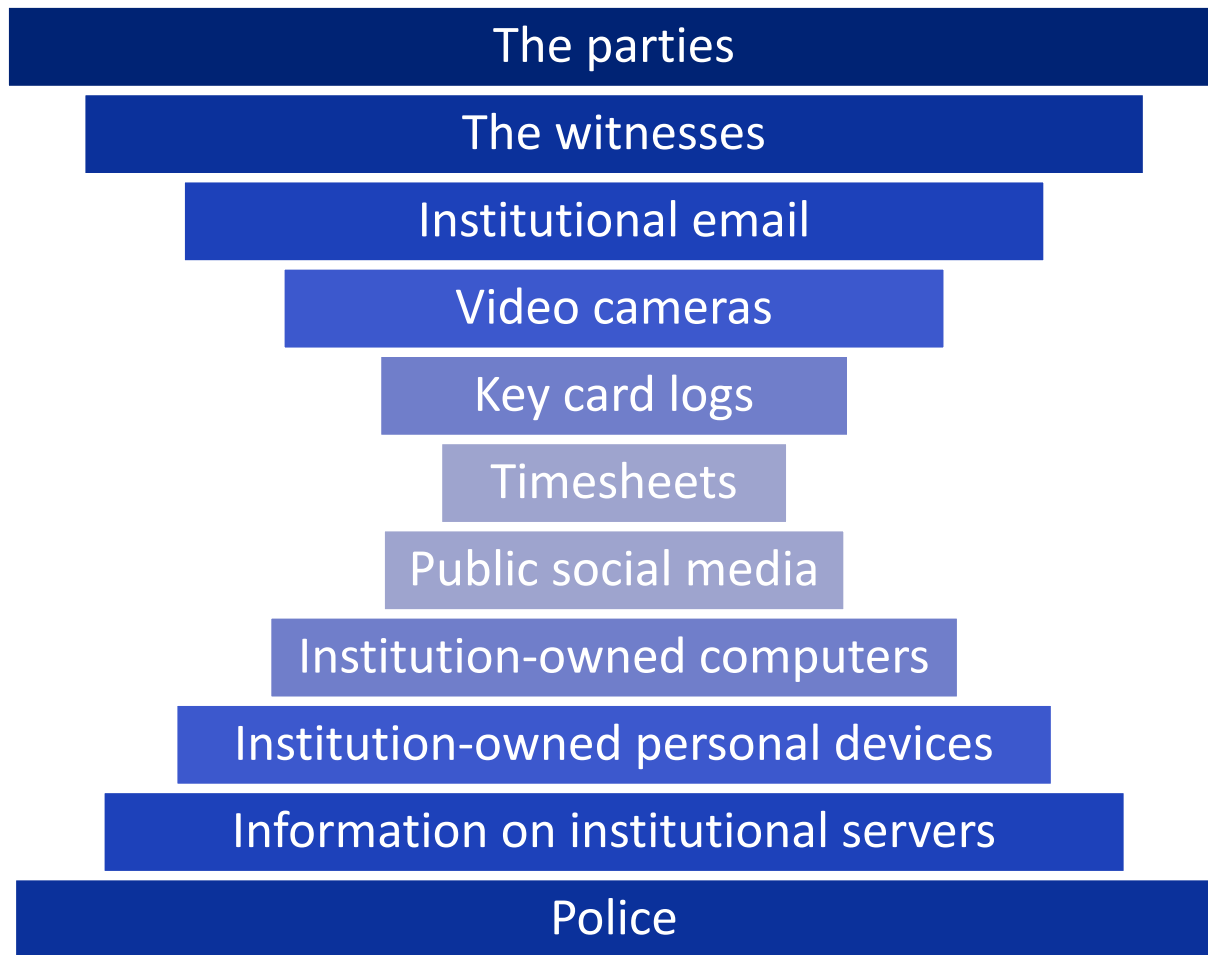 The parties
The witnesses
Institutional email
Video cameras
Key card logs
Timesheets
Public social media
Institution-owned computers
Institution-owned personal devices
Information on institutional servers
Police